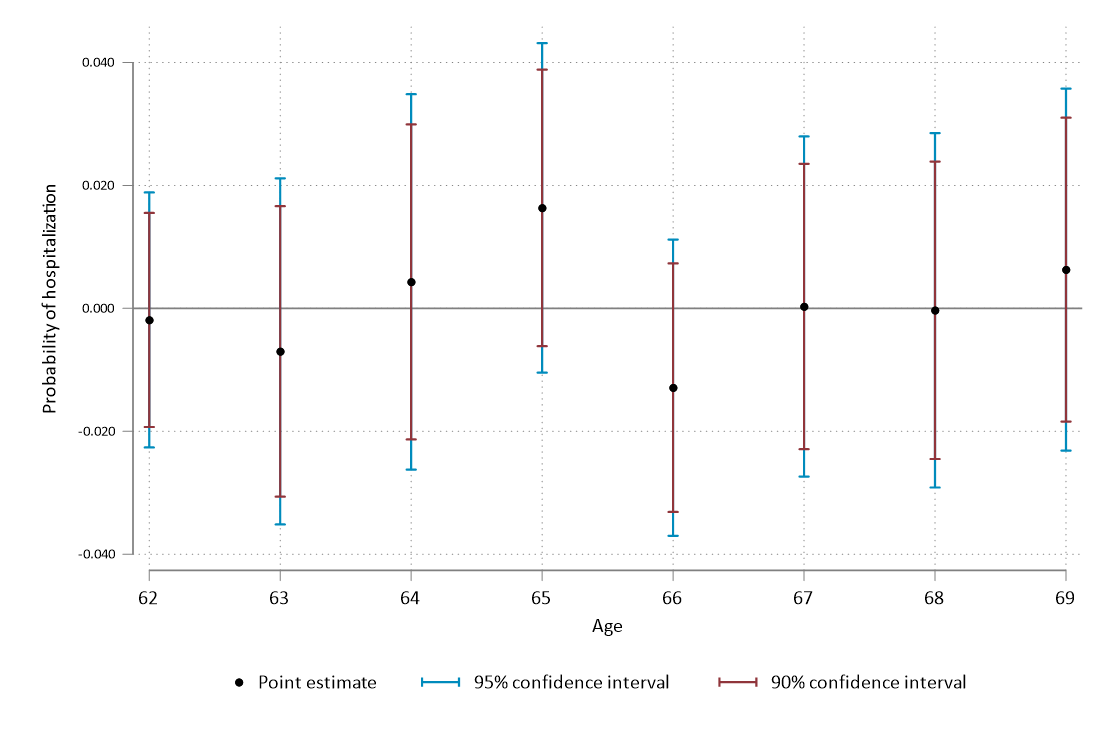 Probability of hospitalization
0.040
0.020
0.000
-0.020
-0.040
62 63 64 65 66 67 68 69
Age
Point estimate 95% confidence interval 90% confidence interval